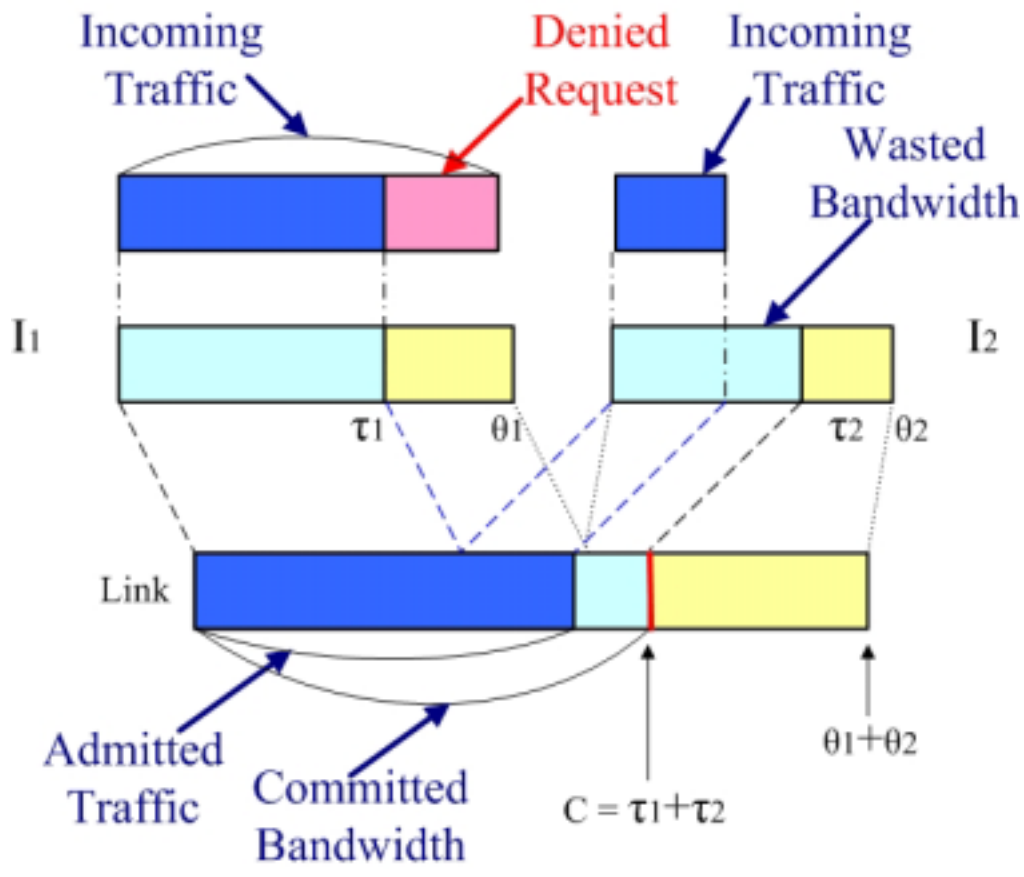 Incoming
Traffic
Denied
Request
Incoming
Traffic
Wasted
Bandwidth
I1
I2
τ1
θ1
τ2
θ2
Link
Admitted
Traffic
Committed
Bandwidth
C = τ1+τ2
θ1+θ2